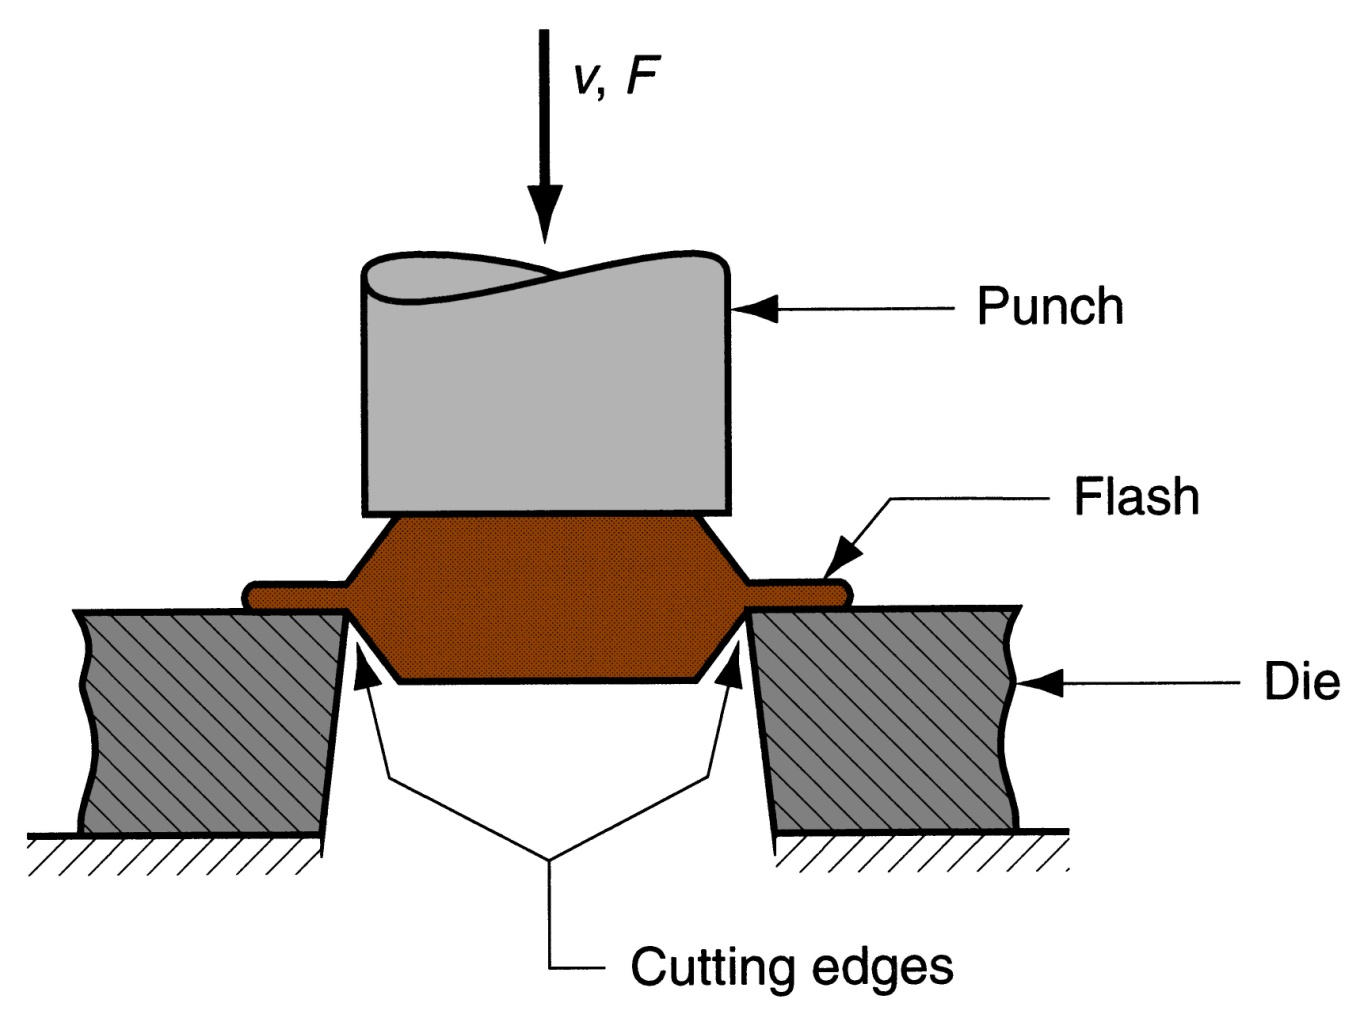 v, F
Punch
Flash
Die
Cutting edges